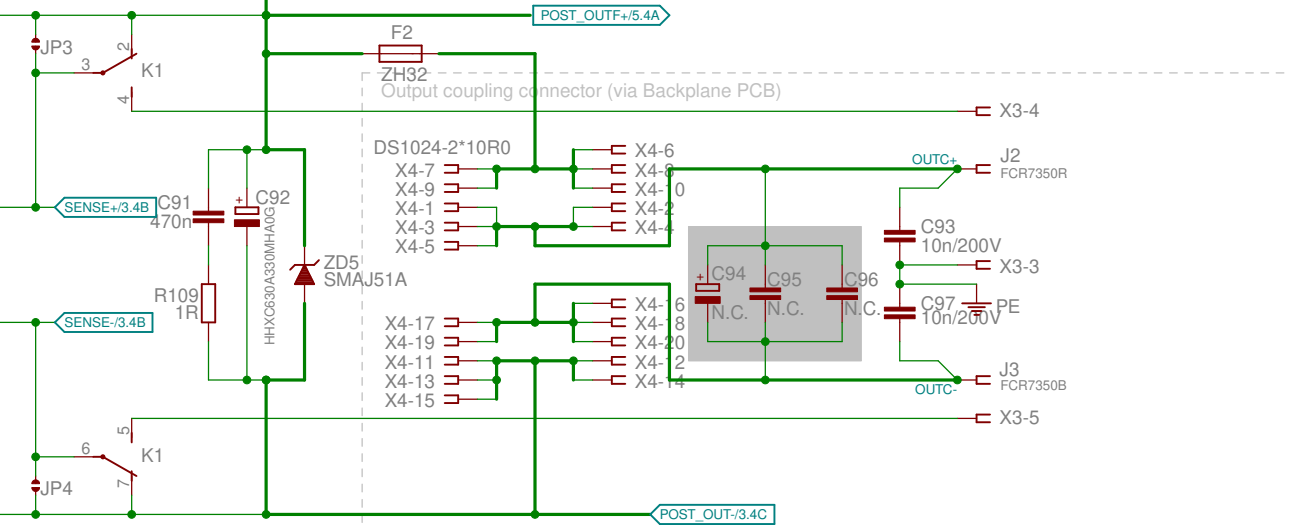 POST_OUTF+/5.4A
F2
ZH32
JP3
2
3
K1
4
Output coupling connector (via Backplane PCB)
X3-4
DS1024-2*10R0
X4-7
X4-9
X4-1
X4-3
X4-5
X4-6
X4-8
X4-10
X4-2
X4-4
OUTC+
J2
FCR7350R
SENSE+/3.4B
C91
470n
+
C92
HHXC630A330MHA0G
ZD5
SMAJ51A
R109
1R
C93
10n/200V
X3-3
+
C94
N.C.
C95
N.C.
C96
N.C.
C97
10n/200V
PE
SENSE-/3.4B
X4-17
X4-19
X4-11
X4-13
X4-15
X4-16
X4-18
X4-20
X4-12
X4-14
OUTC-
J3
FCR7350B
X3-5
5
6
K1
7
JP4
POST_OUT-/3.4C